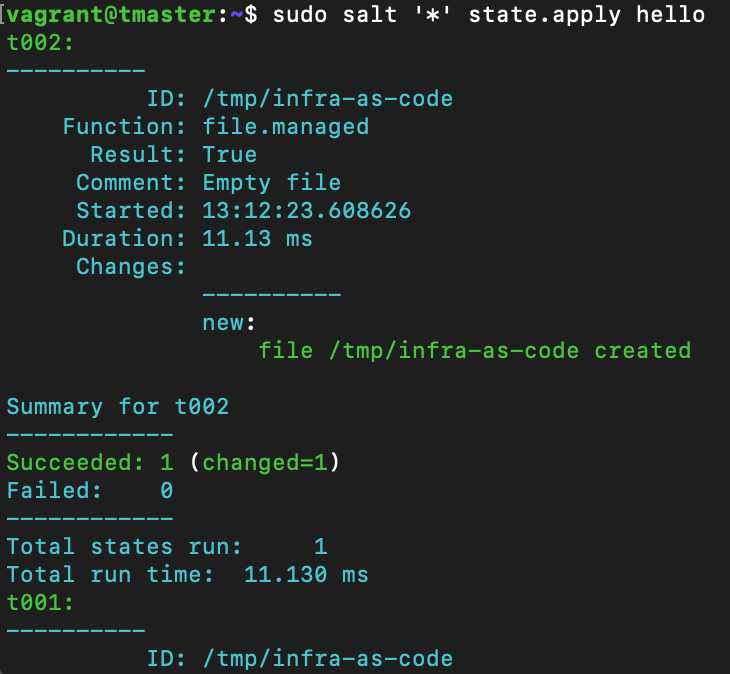 vagrant@tmaster:~$ sudo salt '*' state.apply hello
t002:
----------
          ID: /tmp/infra-as-code
    Function: file.managed
      Result: True
     Comment: Empty file
     Started: 13:12:23.608626
    Duration: 11.13 ms
     Changes:
              ----------
              new:
                  file /tmp/infra-as-code created

Summary for t002
------------
Succeeded: 1 (changed=1)
Failed:    0
------------
Total states run:     1
Total run time:  11.130 ms
t001:
----------
          ID: /tmp/infra-as-code